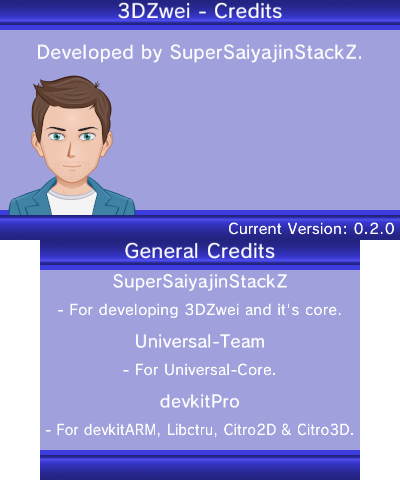 3DZwei - Credits
Developed by SuperSaiyajinStackZ.
Current Version: 0.2.0
General Credits
SuperSaiyajinStackZ
- For developing 3DZwei and it's core.
Universal-Team
- For Universal-Core.
devkitPro
- For devkitARM, Libctru, Citro2D & Citro3D.